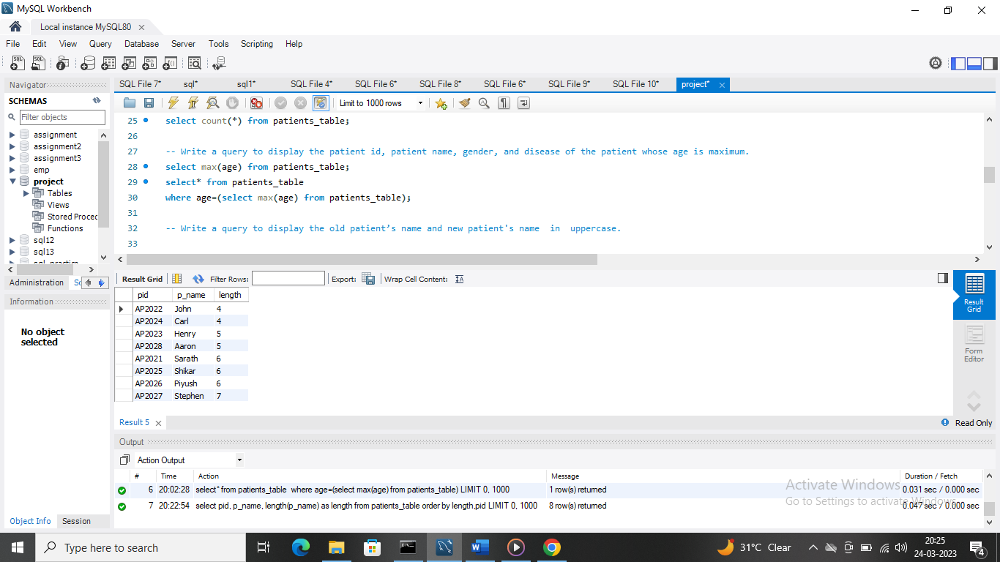 MySQL Workbench
Local instance MySQL80
File Edit View Query Database Server Tools Scripting Help
Navigator
SCHEMAS
Filter objects
assignment
assignment2
assignment3
emp
project
Tables
Views
Stored Proced
Functions
sql12
sql13
sql_practice
Administration Sc
Information
No object
selected
Object Info Session
SQL File 7* sql* sql1* SQL File 4* SQL File 6* SQL File 8* SQL File 6* SQL File 9* SQL File 10* project*
Limit to 1000 rows
25 select count(*) from patients_table;
26
27 -- Write a query to display the patient id, patient name, gender, and disease of the patient whose age is maximum.
28 select max(age) from patients_table;
29 select* from patients_table
30 where age=(select max(age) from patients_table);
31
32 -- Write a query to display the old patient’s name and new patient's name  in  uppercase.
33
Result Grid Filter Rows: Export: Wrap Cell Content:
pid p_name length
AP2022 John 4
AP2024 Carl 4
AP2023 Henry 5
AP2028 Aaron 5
AP2021 Sarath 6
AP2025 Shikar 6
AP2026 Piyush 6
AP2027 Stephen 7
Result
Grid
Form
Editor
Result 5
Read Only
Output
Action Output
# Time Action Message Duration / Fetch
6 20:02:28 select* from patients_table  where age=(select max(age) from patients_table) LIMIT 0, 1000 1 row(s) returned 0.031 sec / 0.000 sec
7 20:22:54 select pid, p_name, length(p_name) as length from patients_table order by length,pid LIMIT 0, 1000 8 row(s) returned 0.047 sec / 0.000 sec
Activate Windows
Go to Settings to activate Windows.
Type here to search
31°C Clear
20:25
24-03-2023
4